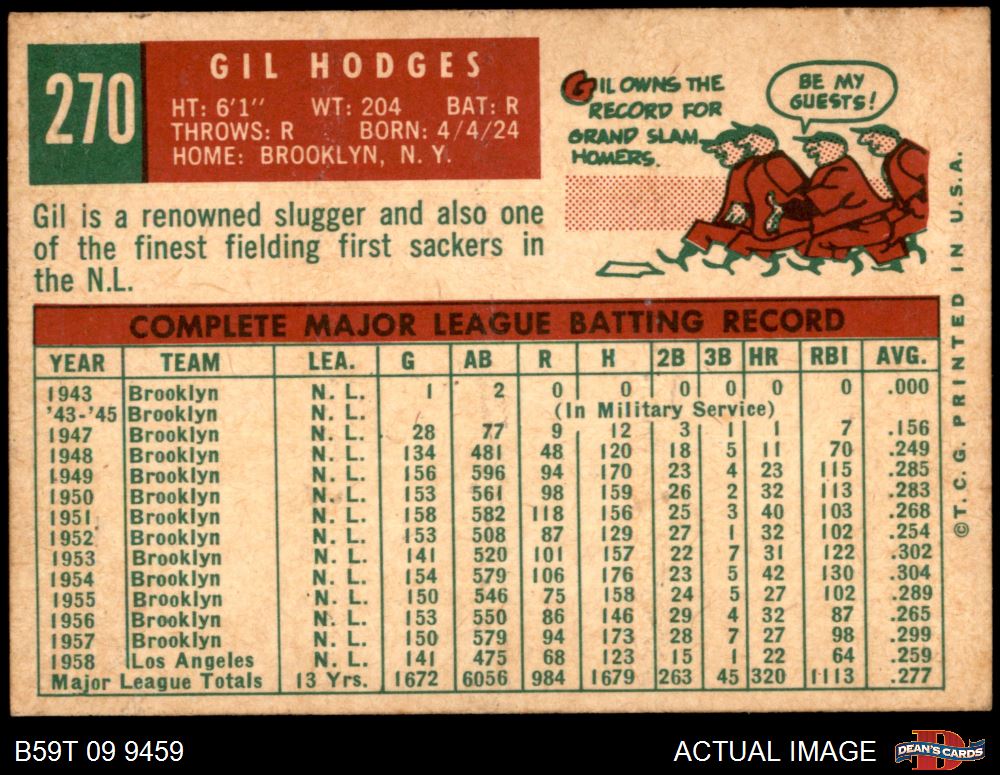 270
GIL HODGES
HT: 6'1" WT: 204 BAT: R
THROWS: R BORN: 4/4/24
HOME: BROOKLYN, N. Y.
GIL OWNS THE
RECORD FOR
GRAND SLAM
HOMERS.
BE MY
GUESTS!
Gil is a renowned slugger and also one
of the finest fielding first sackers in
the N.L.
COMPLETE MAJOR LEAGUE BATTING RECORD
YEAR TEAM LEA. G AB R H 2B 3B HR RBI AVG.
1943 Brooklyn N. L. 1 2 0 0 0 0 0 0 .000
'43-'45 Brooklyn N. L. (In Military Service)
1947 Brooklyn N. L. 28 77 9 12 3 1 1 7 .156
1948 Brooklyn N. L. 134 481 48 120 18 5 11 70 .249
1949 Brooklyn N. L. 156 596 94 170 23 4 23 115 .285
1950 Brooklyn N. L. 153 561 98 159 26 2 32 113 .283
1951 Brooklyn N. L. 158 582 118 156 25 3 40 103 .268
1952 Brooklyn N. L. 153 508 87 129 27 1 32 102 .254
1953 Brooklyn N. L. 141 520 101 157 22 7 31 122 .302
1954 Brooklyn N. L. 154 579 106 176 23 5 42 130 .304
1955 Brooklyn N. L. 150 546 75 158 24 5 27 102 .289
1956 Brooklyn N. L. 153 550 86 146 29 4 32 87 .265
1957 Brooklyn N. L. 150 579 94 173 28 7 27 98 .299
1958 Los Angeles N. L. 141 475 68 123 15 1 22 64 .259
Major League Totals 13 Yrs. 1672 6056 984 1679 263 45 320 1113 .277
©T. C. G. PRINTED IN U.S.A.
B59T 09 9459
ACTUAL IMAGE
D
DEAN'S CARDS